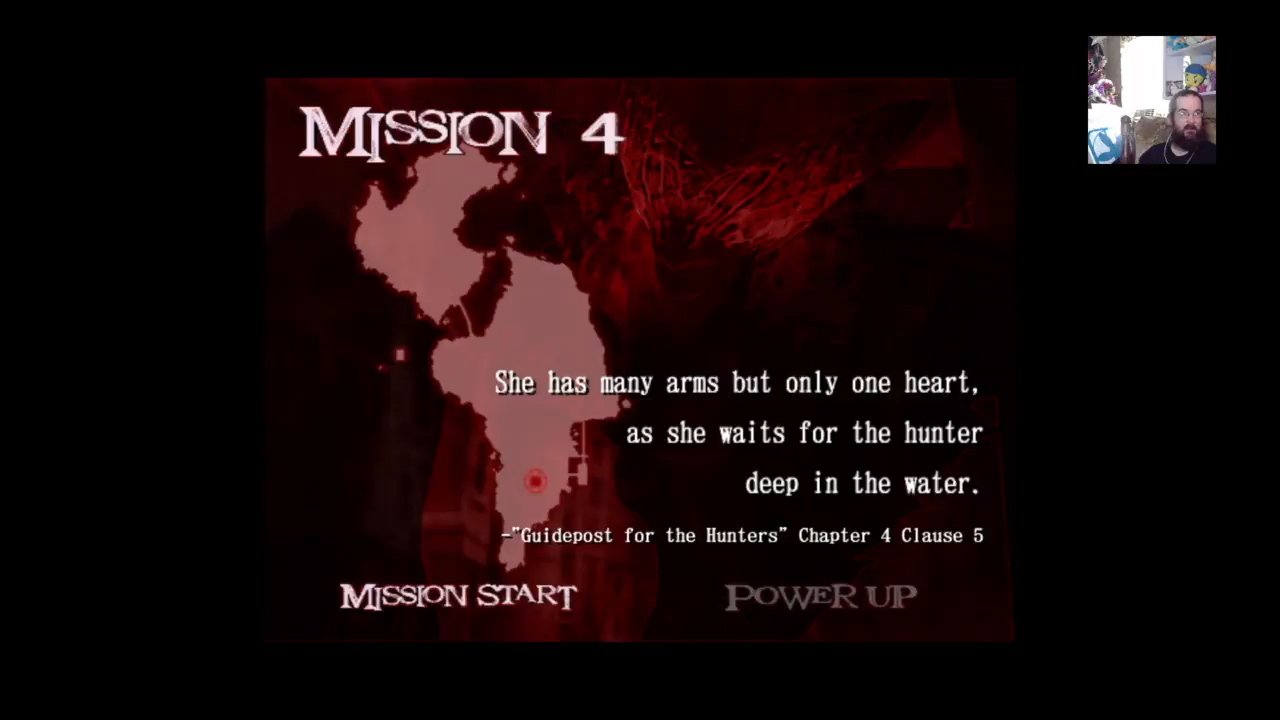 Mission 4
She has many arms but only one heart,
as she waits for the hunter
deep in the water.
-"Guidepost for the Hunters" Chapter 4 Clause 5
Mission Start
Power Up